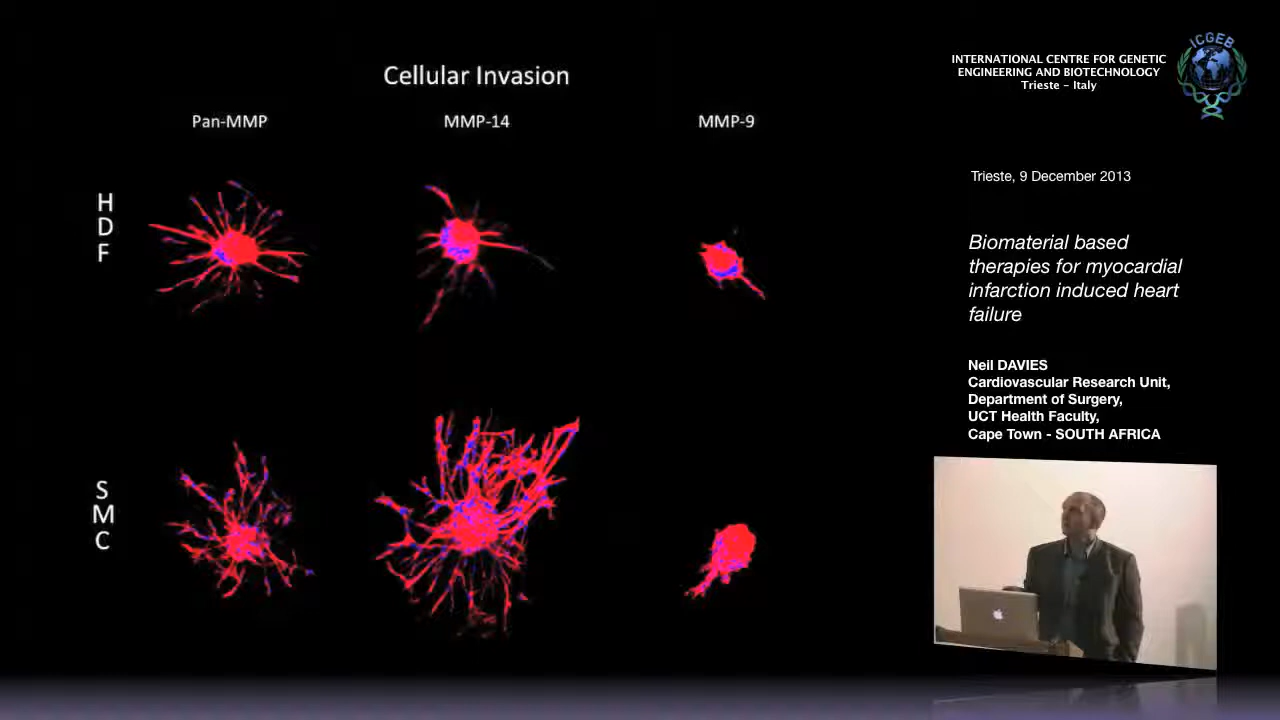 Cellular Invasion
Pan-MMP
MMP-14
MMP-9
H
D
F
S
M
C
ICGEB
INTERNATIONAL CENTRE FOR GENETIC
ENGINEERING AND BIOTECHNOLOGY
Trieste - Italy
Trieste, 9 December 2013
Biomaterial based
therapies for myocardial
infarction induced heart
failure
Neil DAVIES
Cardiovascular Research Unit,
Department of Surgery,
UCT Health Faculty,
Cape Town - SOUTH AFRICA